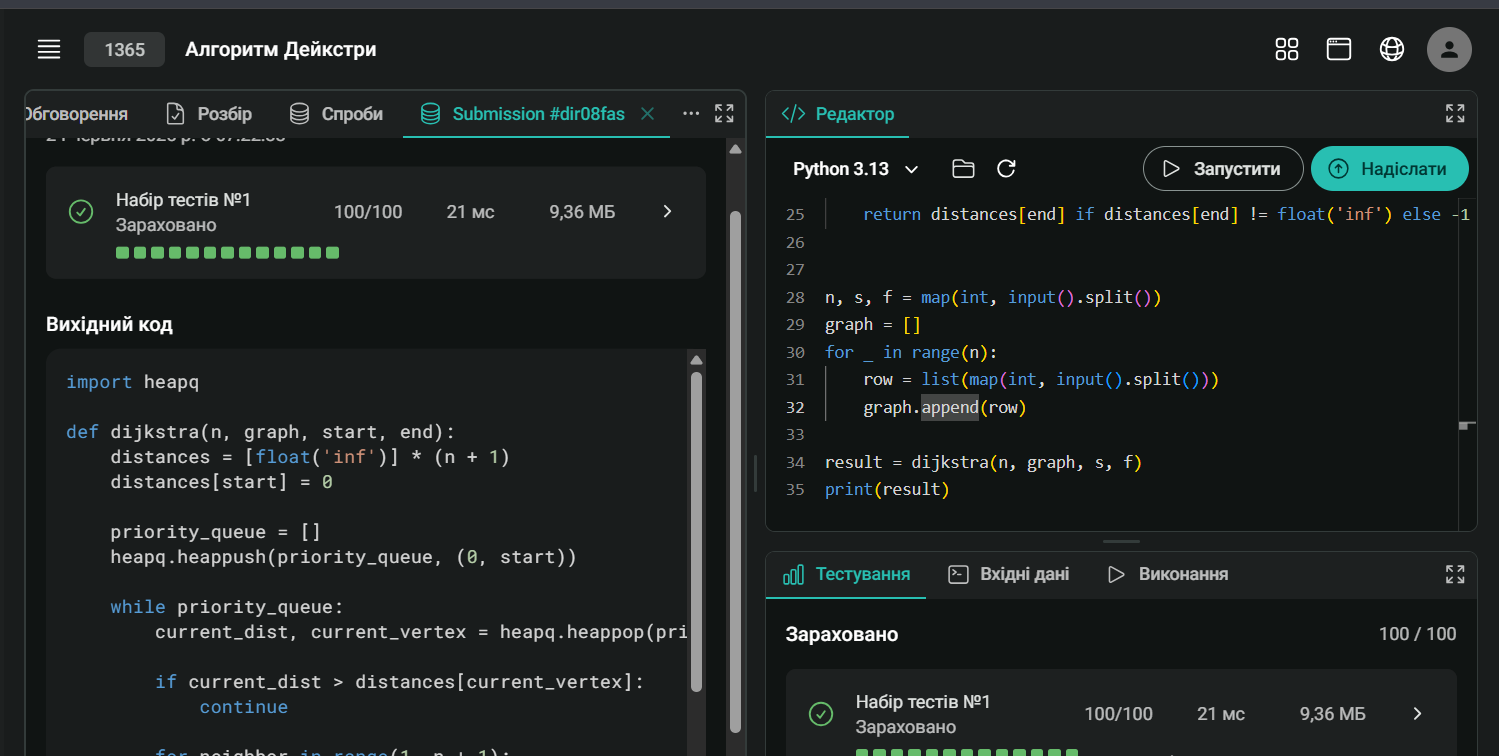 1365 Алгоритм Дейкстри
Обговорення Розбір Спроби Submission #dir08fas
Набір тестів №1
Зараховано
100/100 21 мс 9,36 МБ
Вихідний код
import heapq
def dijkstra(n, graph, start, end):
    distances = [float('inf')] * (n + 1)
    distances[start] = 0
    priority_queue = []
    heapq.heappush(priority_queue, (0, start))
    while priority_queue:
        current_dist, current_vertex = heapq.heappop(pri
        if current_dist > distances[current_vertex]:
            continue
        for neighbor in range(1, n + 1):
Редактор
Python 3.13 Запустити Надіслати
25     return distances[end] if distances[end] != float('inf') else -1
26
27
28 n, s, f = map(int, input().split())
29 graph = []
30 for _ in range(n):
31     row = list(map(int, input().split()))
32     graph.append(row)
33
34 result = dijkstra(n, graph, s, f)
35 print(result)
Тестування Вхідні дані Виконання
Зараховано 100 / 100
Набір тестів №1
Зараховано
100/100 21 мс 9,36 МБ